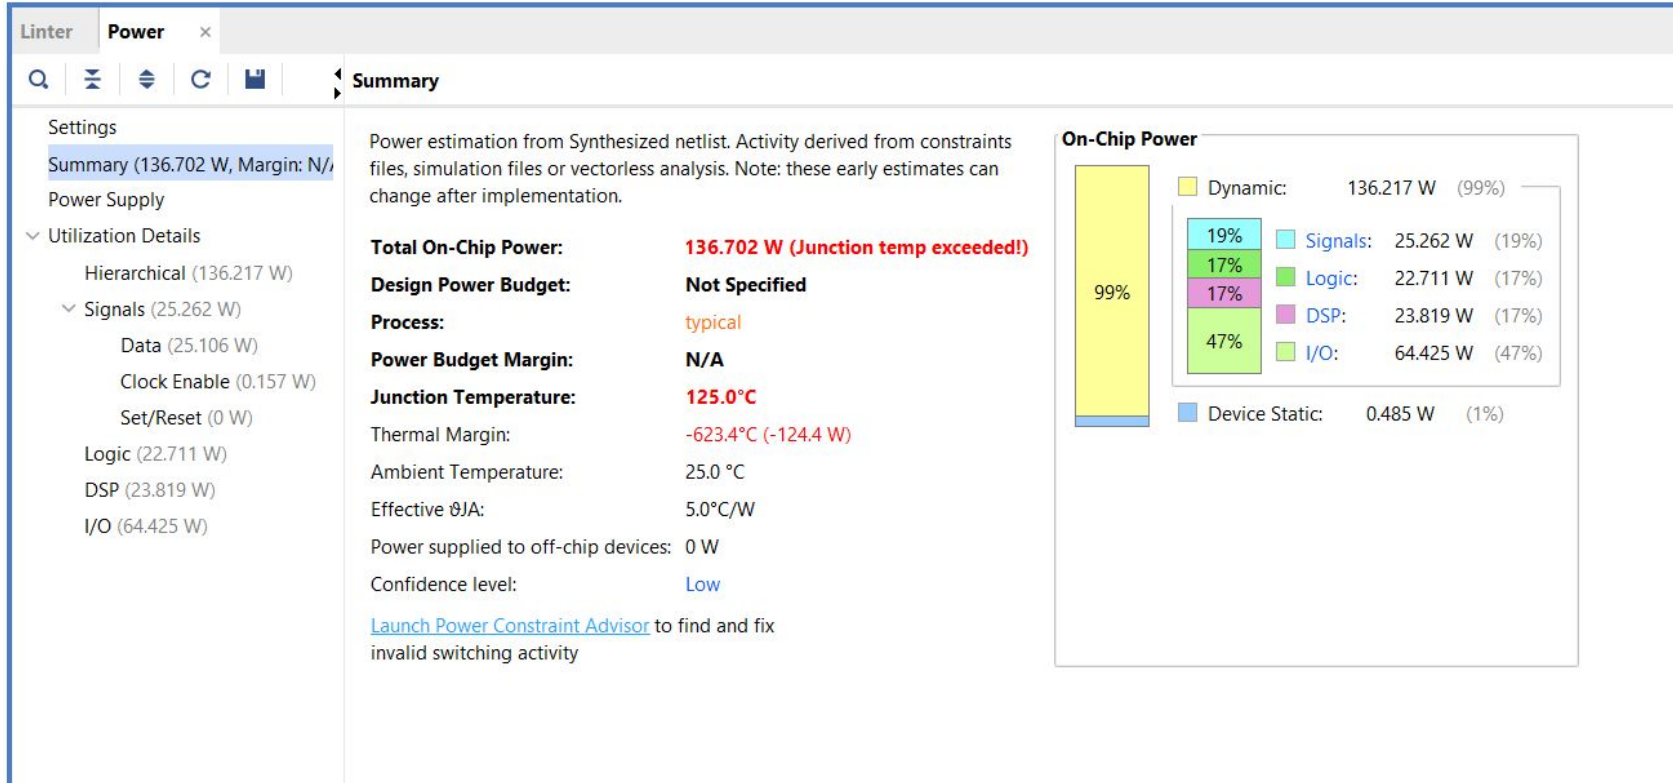 Linter Power ×
Summary
Settings
Summary (136.702 W, Margin: N/
Power Supply
Utilization Details
Hierarchical (136.217 W)
Signals (25.262 W)
Data (25.106 W)
Clock Enable (0.157 W)
Set/Reset (0 W)
Logic (22.711 W)
DSP (23.819 W)
I/O (64.425 W)
Power estimation from Synthesized netlist. Activity derived from constraints
files, simulation files or vectorless analysis. Note: these early estimates can
change after implementation.
Total On-Chip Power: 136.702 W (Junction temp exceeded!)
Design Power Budget: Not Specified
Process: typical
Power Budget Margin: N/A
Junction Temperature: 125.0°C
Thermal Margin: -623.4°C (-124.4 W)
Ambient Temperature: 25.0 °C
Effective ϑJA: 5.0°C/W
Power supplied to off-chip devices: 0 W
Confidence level: Low
Launch Power Constraint Advisor to find and fix
invalid switching activity
On-Chip Power
99%
Dynamic: 136.217 W (99%)
19% Signals: 25.262 W (19%)
17% Logic: 22.711 W (17%)
17% DSP: 23.819 W (17%)
47% I/O: 64.425 W (47%)
Device Static: 0.485 W (1%)